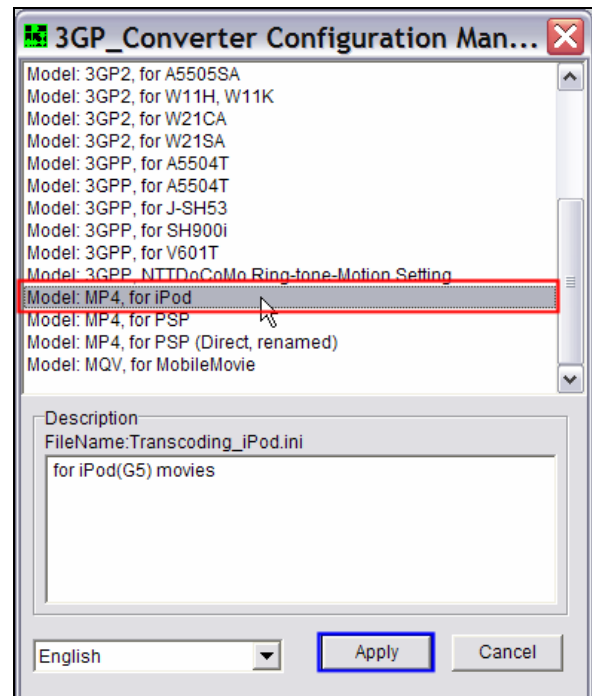 3GP_Converter Configuration Man...
Model: 3GP2, for A5505SA
Model: 3GP2, for W11H, W11K
Model: 3GP2, for W21CA
Model: 3GP2, for W21SA
Model: 3GPP, for A5504T
Model: 3GPP, for A5504T
Model: 3GPP, for J-SH53
Model: 3GPP, for SH900i
Model: 3GPP, for V601T
Model: 3GPP, NTTDoCoMo Ring-tone-Motion Setting
Model: MP4, for iPod
Model: MP4, for PSP
Model: MP4, for PSP (Direct, renamed)
Model: MQV, for MobileMovie
Description
FileName:Transcoding_iPod.ini
for iPod(G5) movies
English
Apply
Cancel